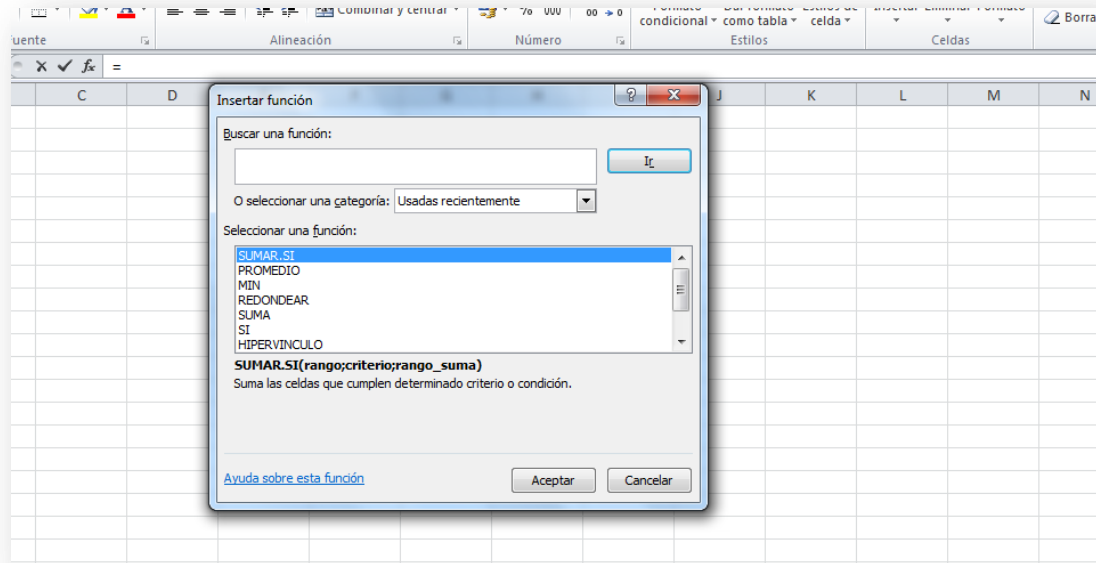 Combinar y centrar
% 000
condicional como tabla celda
Borra
Alineación Número Estilos Celdas
fx =
C D J K L M N
Insertar función
Buscar una función:
Ir
O seleccionar una categoría: Usadas recientemente
Seleccionar una función:
SUMAR.SI
PROMEDIO
MIN
REDONDEAR
SUMA
SI
HIPERVINCULO
SUMAR.SI(rango;criterio;rango_suma)
Suma las celdas que cumplen determinado criterio o condición.
Ayuda sobre esta función
Aceptar Cancelar